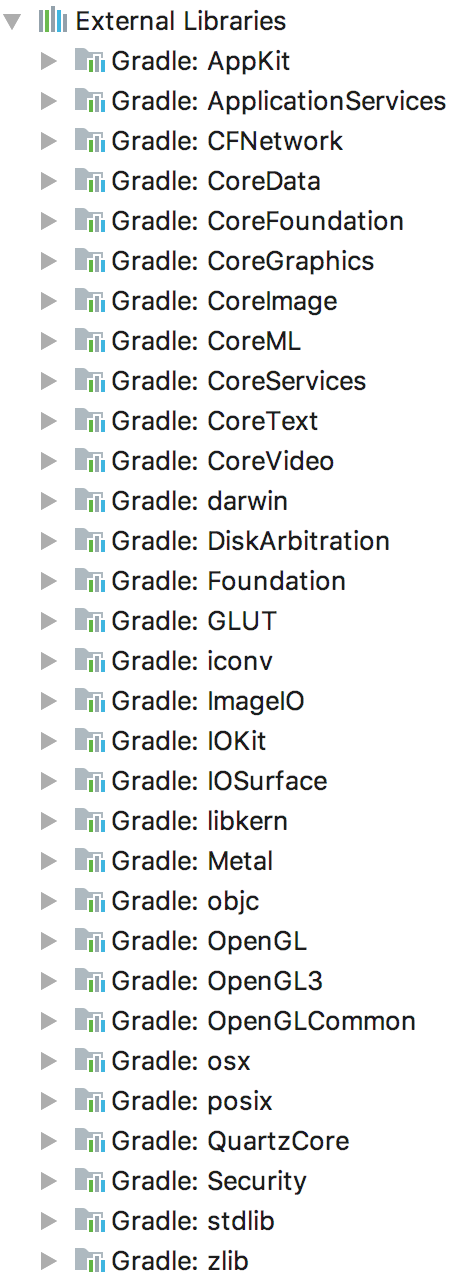 External Libraries
Gradle: AppKit
Gradle: ApplicationServices
Gradle: CFNetwork
Gradle: CoreData
Gradle: CoreFoundation
Gradle: CoreGraphics
Gradle: CoreImage
Gradle: CoreML
Gradle: CoreServices
Gradle: CoreText
Gradle: CoreVideo
Gradle: darwin
Gradle: DiskArbitration
Gradle: Foundation
Gradle: GLUT
Gradle: iconv
Gradle: ImageIO
Gradle: IOKit
Gradle: IOSurface
Gradle: libkern
Gradle: Metal
Gradle: objc
Gradle: OpenGL
Gradle: OpenGL3
Gradle: OpenGLCommon
Gradle: osx
Gradle: posix
Gradle: QuartzCore
Gradle: Security
Gradle: stdlib
Gradle: zlib